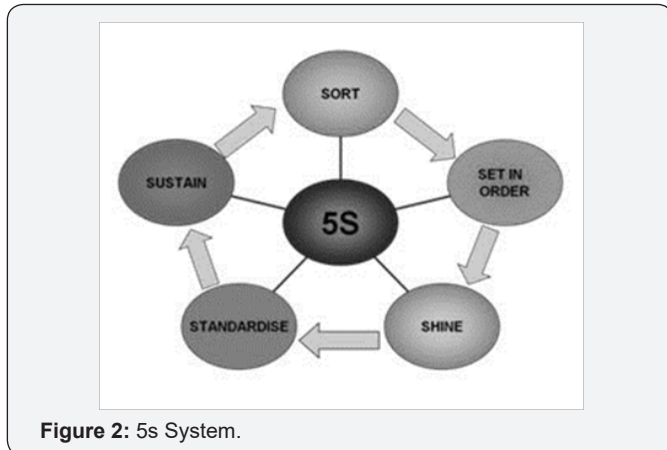 SORT
SET IN
ORDER
SHINE
STANDARDISE
SUSTAIN
5S
Figure 2: 5s System.